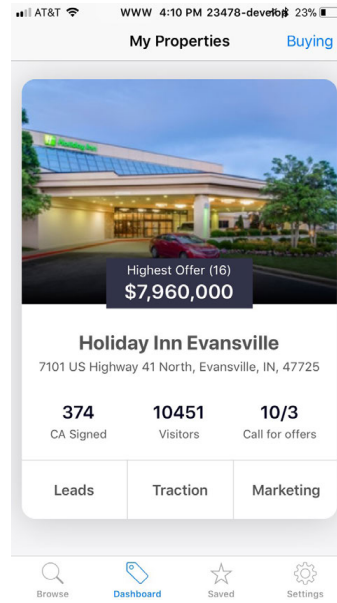 AT&T WWW 4:10 PM 23478-develop 23%
My Properties
Buying
Holiday Inn
Highest Offer (16)
$7,960,000
Holiday Inn Evansville
7101 US Highway 41 North, Evansville, IN, 47725
374 10451 10/3
CA Signed Visitors Call for offers
Leads Traction Marketing
Browse Dashboard Saved Settings